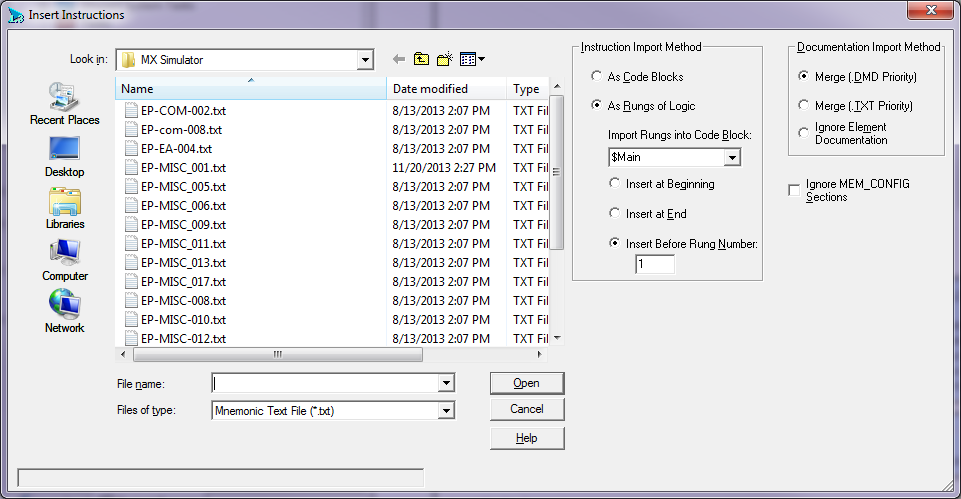 Insert Instructions
Look in: MX Simulator
Recent Places
Desktop
Libraries
Computer
Network
Name Date modified Type
EP-COM-002.txt 8/13/2013 2:07 PM TXT Fil
EP-com-008.txt 8/13/2013 2:07 PM TXT Fil
EP-EA-004.txt 8/13/2013 2:07 PM TXT Fil
EP-MISC_001.txt 11/20/2013 2:27 PM TXT Fil
EP-MISC_005.txt 8/13/2013 2:07 PM TXT Fil
EP-MISC_006.txt 8/13/2013 2:07 PM TXT Fil
EP-MISC_009.txt 8/13/2013 2:07 PM TXT Fil
EP-MISC_011.txt 8/13/2013 2:07 PM TXT Fil
EP-MISC_013.txt 8/13/2013 2:07 PM TXT Fil
EP-MISC_017.txt 8/13/2013 2:07 PM TXT Fil
EP-MISC-008.txt 8/13/2013 2:07 PM TXT Fil
EP-MISC-010.txt 8/13/2013 2:07 PM TXT Fil
EP-MISC-012.txt 8/13/2013 2:07 PM TXT Fil
File name:
Files of type: Mnemonic Text File (*.txt)
Open
Cancel
Help
Instruction Import Method
As Code Blocks
As Rungs of Logic
Import Rungs into Code Block:
$Main
Insert at Beginning
Insert at End
Insert Before Rung Number:
1
Documentation Import Method
Merge (.DMD Priority)
Merge (.TXT Priority)
Ignore Element
Documentation
Ignore MEM_CONFIG
Sections